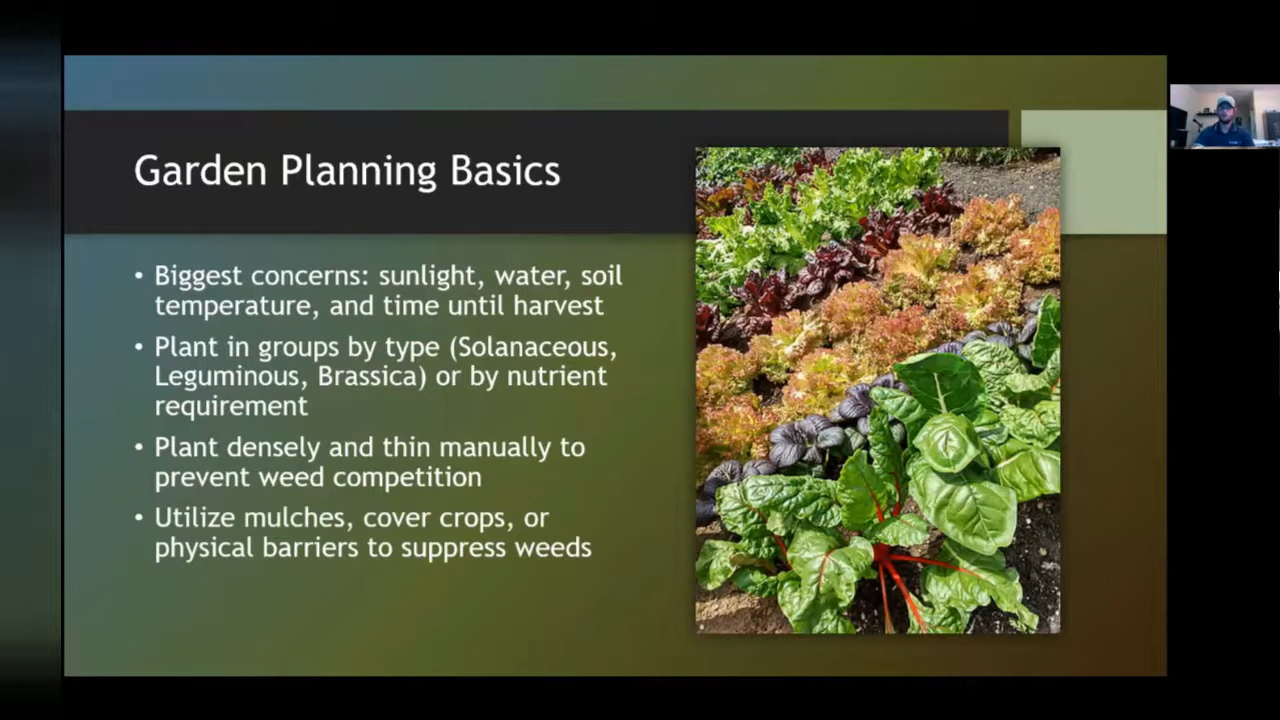 Garden Planning Basics
• Biggest concerns: sunlight, water, soil
temperature, and time until harvest
• Plant in groups by type (Solanaceous,
Leguminous, Brassica) or by nutrient
requirement
• Plant densely and thin manually to
prevent weed competition
• Utilize mulches, cover crops, or
physical barriers to suppress weeds